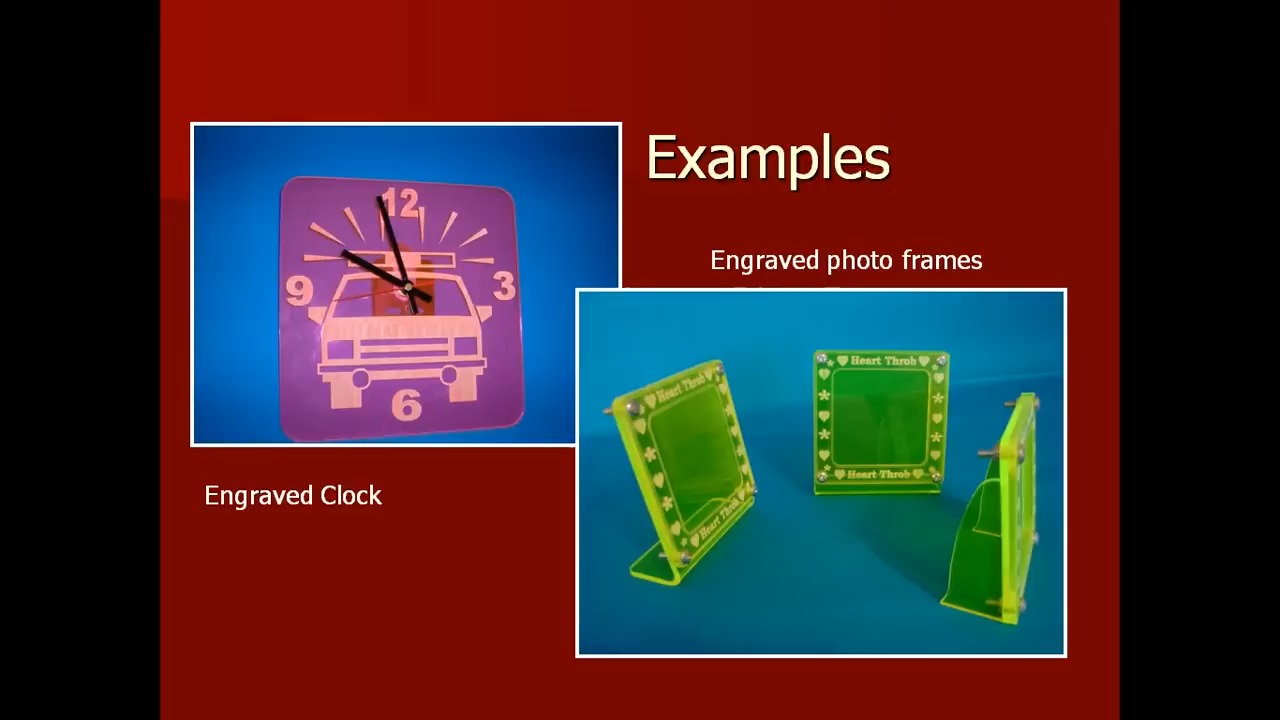 Examples
12
9
3
6
Engraved Clock
Engraved photo frames
Heart Throb
Heart Throb
Heart Throb
Heart Throb